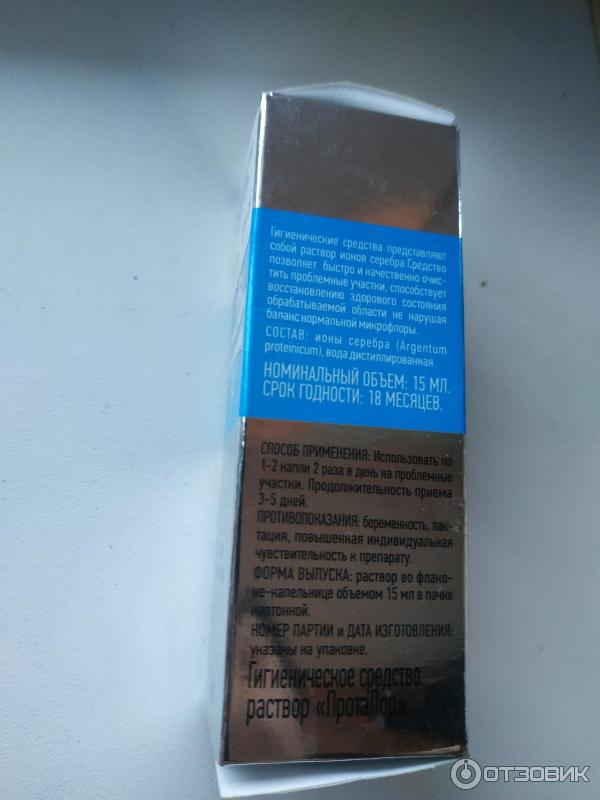 Гигиенические средства представляют
собой раствор ионов серебра.Средство
позволяет быстро и качественно очис-
тить проблемные участки, способствует
восстановлению здорового состояния
обрабатываемой области не нарушая
баланс нормальной микрофлоры.
СОСТАВ: ионы серебра (Argentum
proteinicum), вода дистиллированная.
НОМИНАЛЬНЫЙ ОБЪЕМ: 15 МЛ.
СРОК ГОДНОСТИ: 18 МЕСЯЦЕВ.
СПОСОБ ПРИМЕНЕНИЯ: Использовать по
1-2 капли 2 раза в день на проблемные
участки. Продолжительность приема
3-5 дней.
ПРОТИВОПОКАЗАНИЯ: беременность, лак-
тация, повышенная индивидуальная
чувствительность к препарату.
ФОРМА ВЫПУСКА: раствор во флако-
не-капельнице объемом 15 мл в пачке
картонной.
НОМЕР ПАРТИИ и ДАТА ИЗГОТОВЛЕНИЯ:
указаны на упаковке.
Гигиеническое средство
раствор «ПротаЛор»
ОТЗОВИК